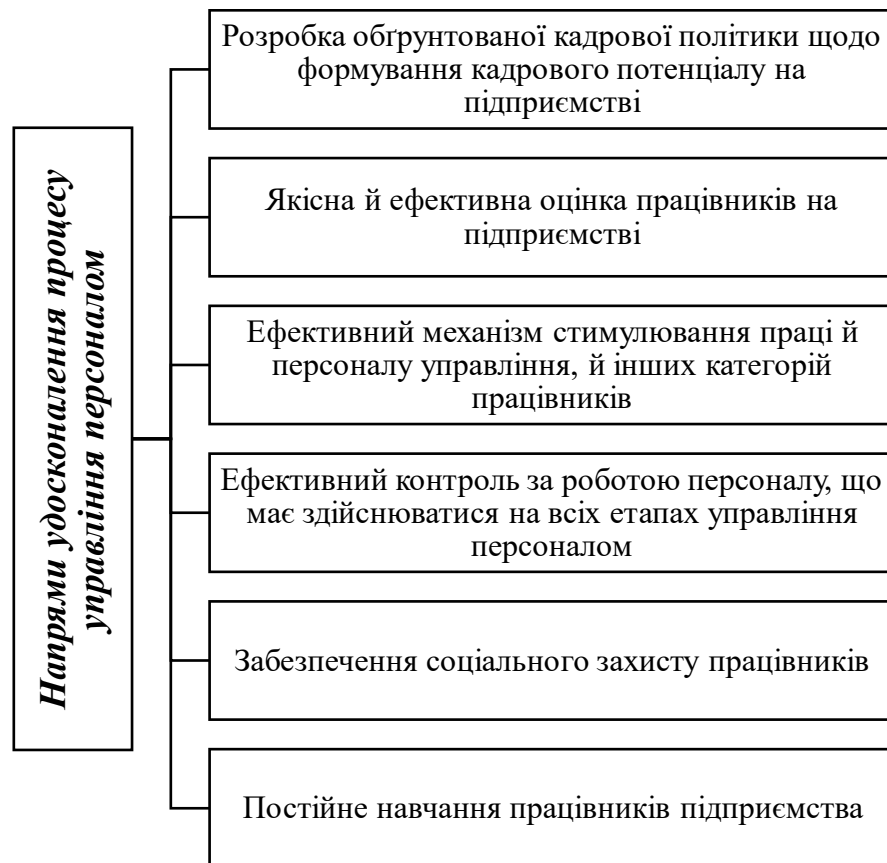 Напрями удосконалення процесу
управління персоналом
Розробка обґрунтованої кадрової політики щодо
формування кадрового потенціалу на
підприємстві
Якісна й ефективна оцінка працівників на
підприємстві
Ефективний механізм стимулювання праці й
персоналу управління, й інших категорій
працівників
Ефективний контроль за роботою персоналу, що
має здійснюватися на всіх етапах управління
персоналом
Забезпечення соціального захисту працівників
Постійне навчання працівників підприємства